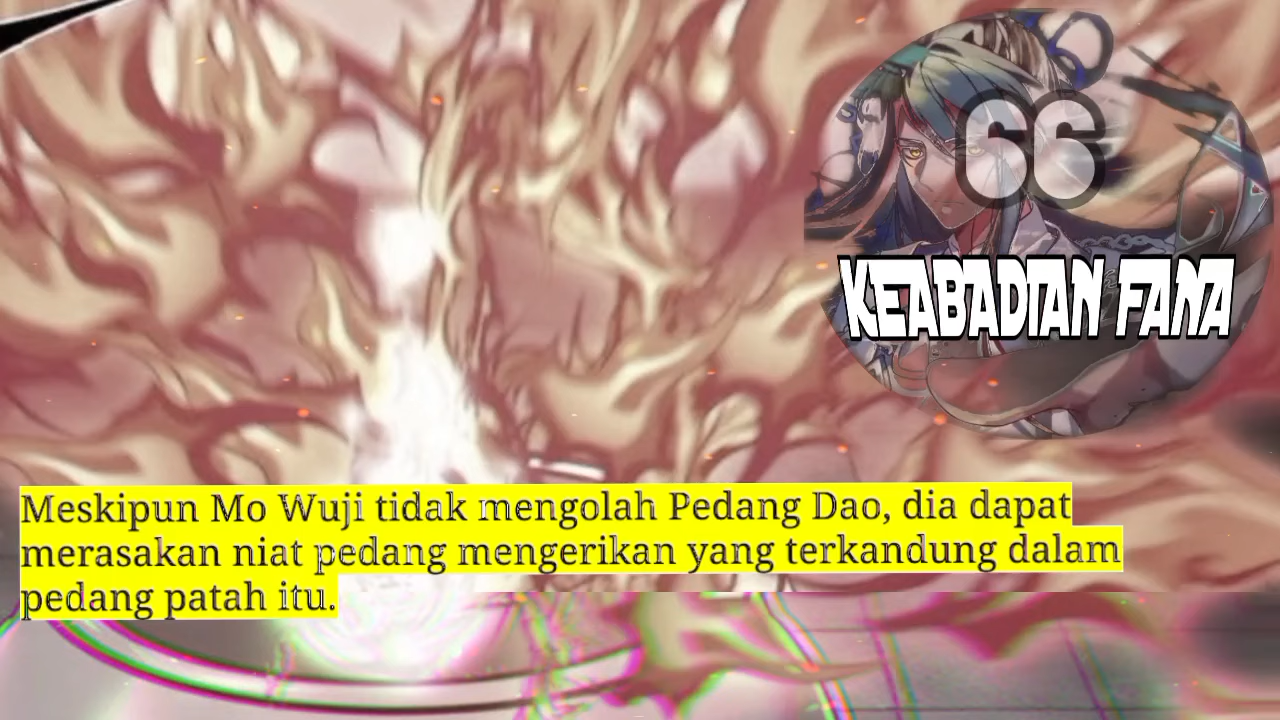 66
KEABADIAN FANA
Meskipun Mo Wuji tidak mengolah Pedang Dao, dia dapat
merasakan niat pedang mengerikan yang terkandung dalam
pedang patah itu.